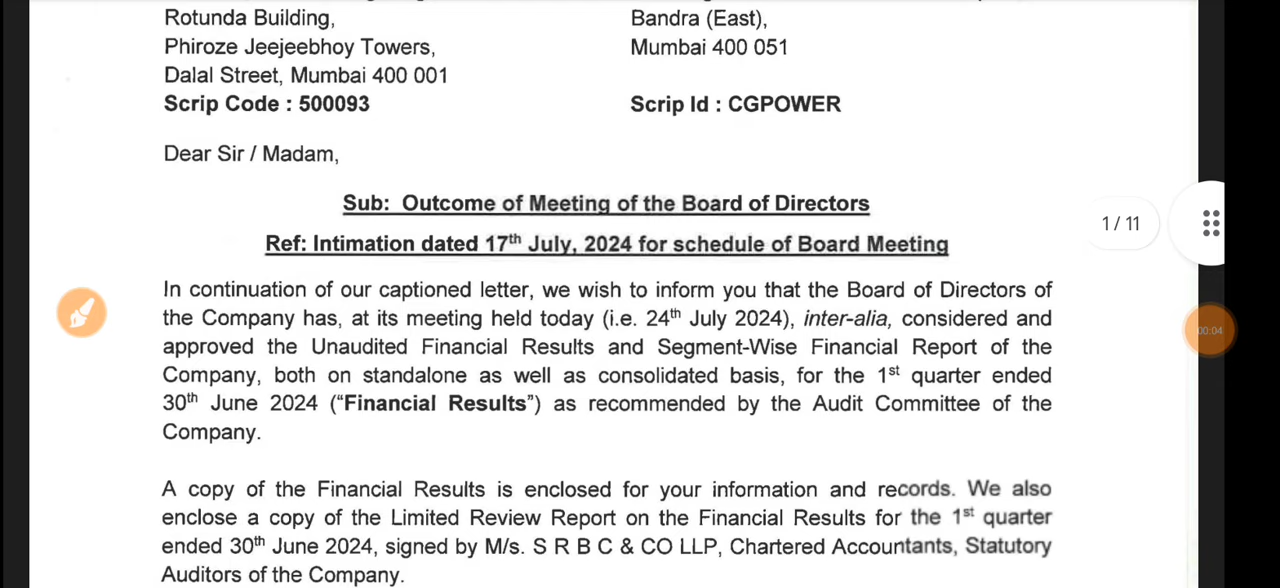 Rotunda Building,
Phiroze Jeejeebhoy Towers,
Dalal Street, Mumbai 400 001
Scrip Code : 500093
Bandra (East),
Mumbai 400 051
Scrip Id : CGPOWER
Dear Sir / Madam,
Sub: Outcome of Meeting of the Board of Directors
Ref: Intimation dated 17th July, 2024 for schedule of Board Meeting
1 / 11
In continuation of our captioned letter, we wish to inform you that the Board of Directors of
the Company has, at its meeting held today (i.e. 24th July 2024), inter-alia, considered and
approved the Unaudited Financial Results and Segment-Wise Financial Report of the
Company, both on standalone as well as consolidated basis, for the 1st quarter ended
30th June 2024 (“Financial Results”) as recommended by the Audit Committee of the
Company.
00:04
A copy of the Financial Results is enclosed for your information and records. We also
enclose a copy of the Limited Review Report on the Financial Results for the 1st quarter
ended 30th June 2024, signed by M/s. S R B C & CO LLP, Chartered Accountants, Statutory
Auditors of the Company.